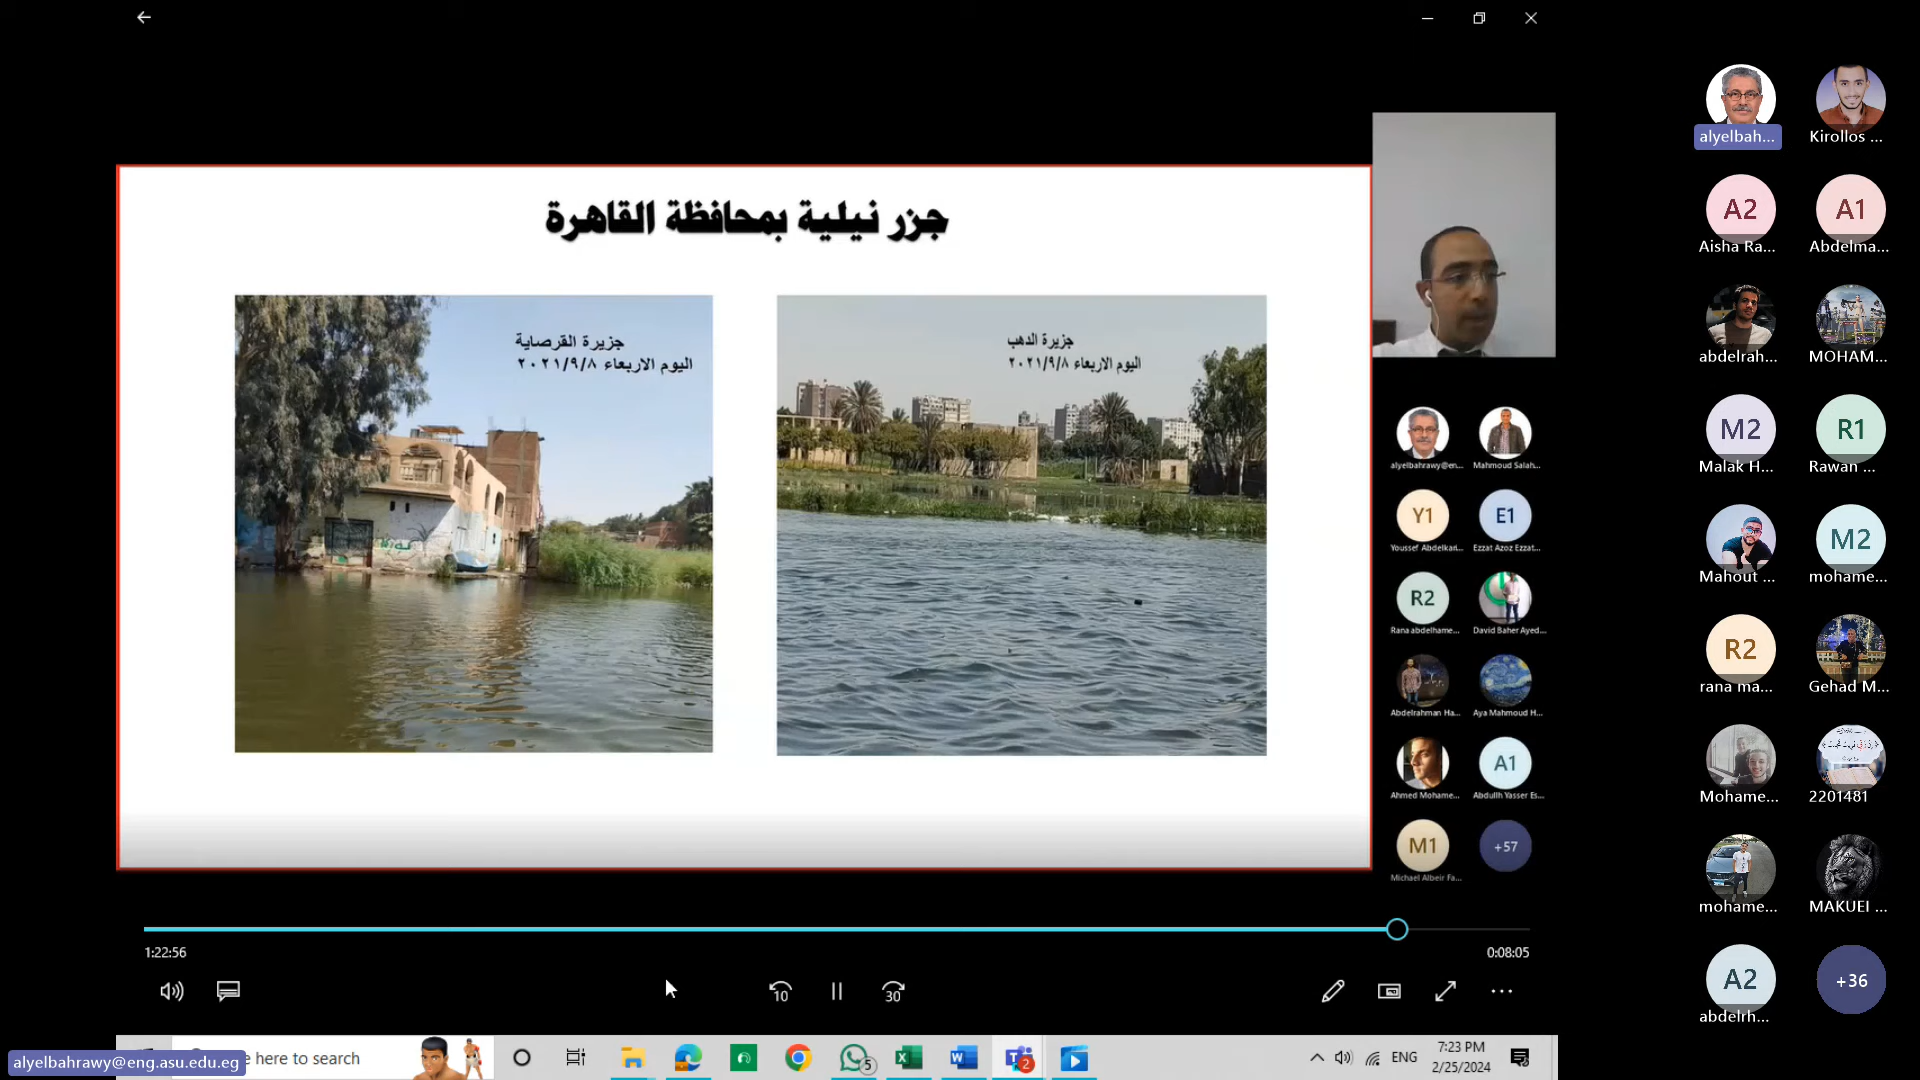 جزر نيلية بمحافظة القاهرة
جزيرة القرصاية
اليوم الاربعاء ٢٠٢١/٩/٨
جزيرة الدهب
اليوم الاربعاء ٢٠٢١/٩/٨
alyelbahrawy@en...
Mahmoud Salah...
Y1
E1
Youssef Abdelkari...
Ezzat Azoz Ezzat...
R2
Rana abdelhame...
David Baher Ayed...
Abdelrahman Ha...
Aya Mahmoud H...
A1
Ahmed Mohame...
Abdullh Yasser Es...
M1
+57
Michael Albeir Fa...
alyelbah...
Kirollos ...
A2
A1
Aisha Ra...
Abdelma...
abdelrah...
MOHAM...
M2
R1
Malak H...
Rawan ...
M2
Mahout ...
mohame...
R2
rana ma...
Gehad M...
Mohame...
2201481
mohame...
MAKUEI ...
A2
+36
abdelrh...
1:22:56
0:08:05
10
30
alyelbahrawy@eng.asu.edu.eg
here to search
5
2
ENG
7:23 PM
2/25/2024